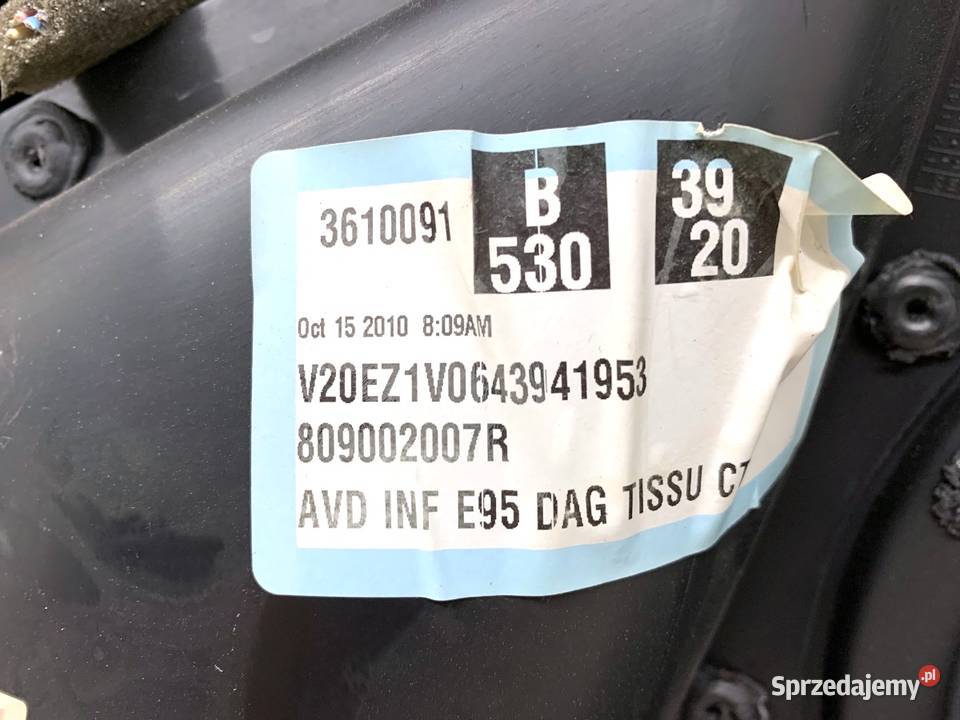 3610091
B
530
39
/20
Oct 15 2010 8:09AM
V20EZ1V0643941953
809002007R
AVD INF E95 DAG TISSU
Sprzedajemy.pl